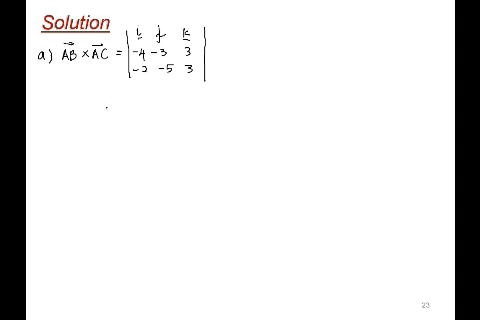 Solution
a) AB × AC = | i j k |
| -4 -3 3 |
| -2 -5 3 |
23